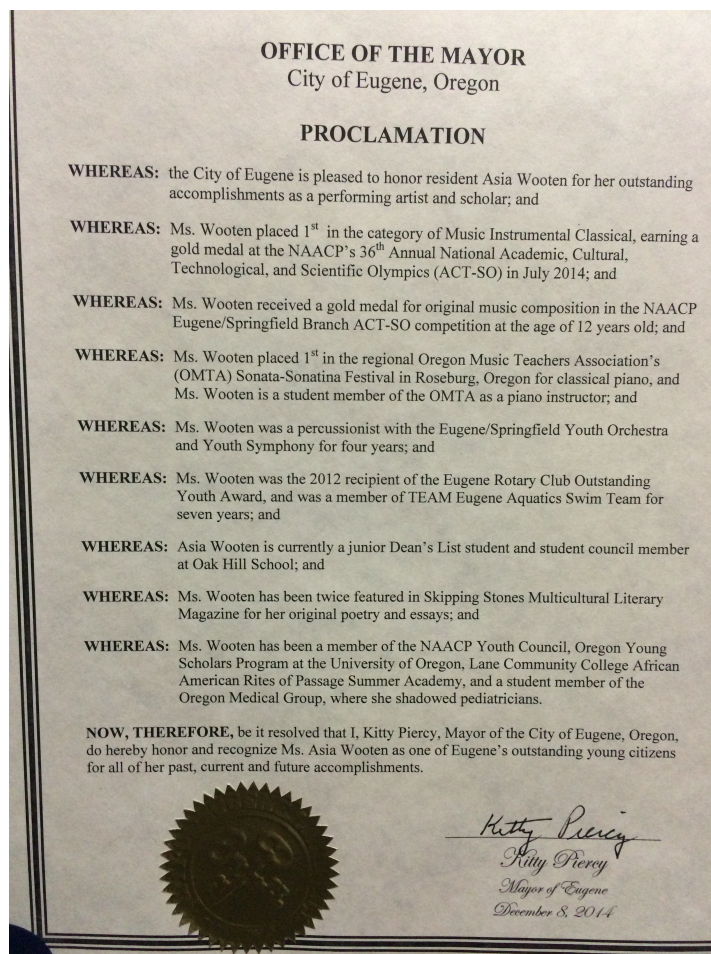 OFFICE OF THE MAYOR
City of Eugene, Oregon
PROCLAMATION
WHEREAS: the City of Eugene is pleased to honor resident Asia Wooten for her outstanding
accomplishments as a performing artist and scholar; and
WHEREAS: Ms. Wooten placed 1st in the category of Music Instrumental Classical, earning a
gold medal at the NAACP's 36th Annual National Academic, Cultural,
Technological, and Scientific Olympics (ACT-SO) in July 2014; and
WHEREAS: Ms. Wooten received a gold medal for original music composition in the NAACP
Eugene/Springfield Branch ACT-SO competition at the age of 12 years old; and
WHEREAS: Ms. Wooten placed 1st in the regional Oregon Music Teachers Association's
(OMTA) Sonata-Sonatina Festival in Roseburg, Oregon for classical piano, and
Ms. Wooten is a student member of the OMTA as a piano instructor; and
WHEREAS: Ms. Wooten was a percussionist with the Eugene/Springfield Youth Orchestra
and Youth Symphony for four years; and
WHEREAS: Ms. Wooten was the 2012 recipient of the Eugene Rotary Club Outstanding
Youth Award, and was a member of TEAM Eugene Aquatics Swim Team for
seven years; and
WHEREAS: Asia Wooten is currently a junior Dean's List student and student council member
at Oak Hill School; and
WHEREAS: Ms. Wooten has been twice featured in Skipping Stones Multicultural Literary
Magazine for her original poetry and essays; and
WHEREAS: Ms. Wooten has been a member of the NAACP Youth Council, Oregon Young
Scholars Program at the University of Oregon, Lane Community College African
American Rites of Passage Summer Academy, and a student member of the
Oregon Medical Group, where she shadowed pediatricians.
NOW, THEREFORE, be it resolved that I, Kitty Piercy, Mayor of the City of Eugene, Oregon,
do hereby honor and recognize Ms. Asia Wooten as one of Eugene's outstanding young citizens
for all of her past, current and future accomplishments.
Kitty Piercy
Kitty Piercy
Mayor of Eugene
December 8, 2014